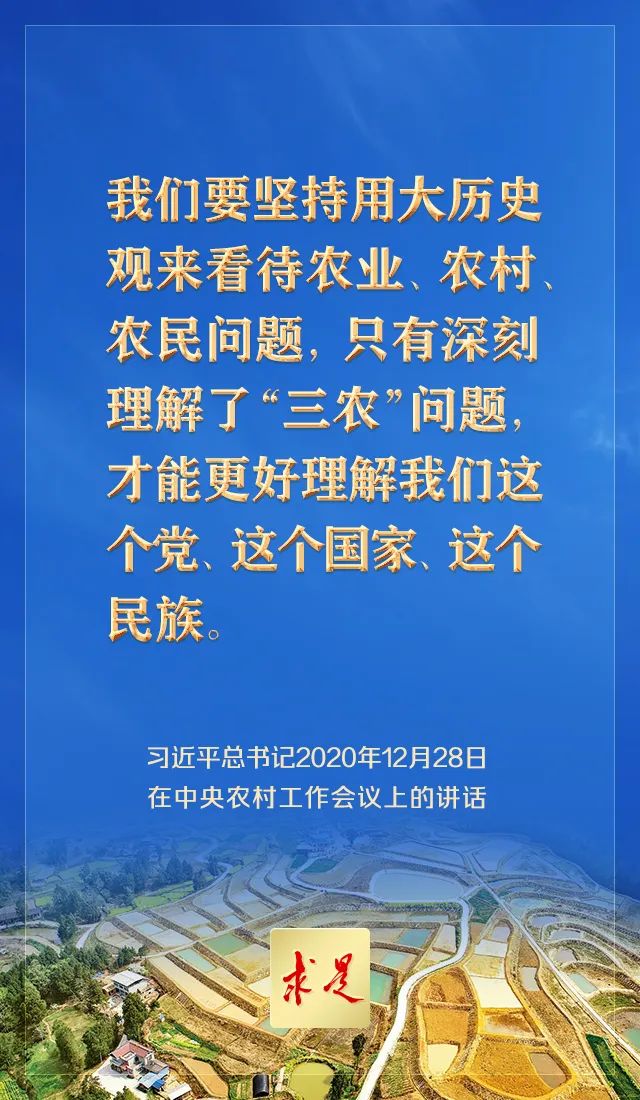 我们要坚持用大历史
观来看待农业、农村、
农民问题，只有深刻
理解了“三农”问题，
才能更好理解我们这
个党、这个国家、这个
民族。
习近平总书记2020年12月28日
在中央农村工作会议上的讲话
求是